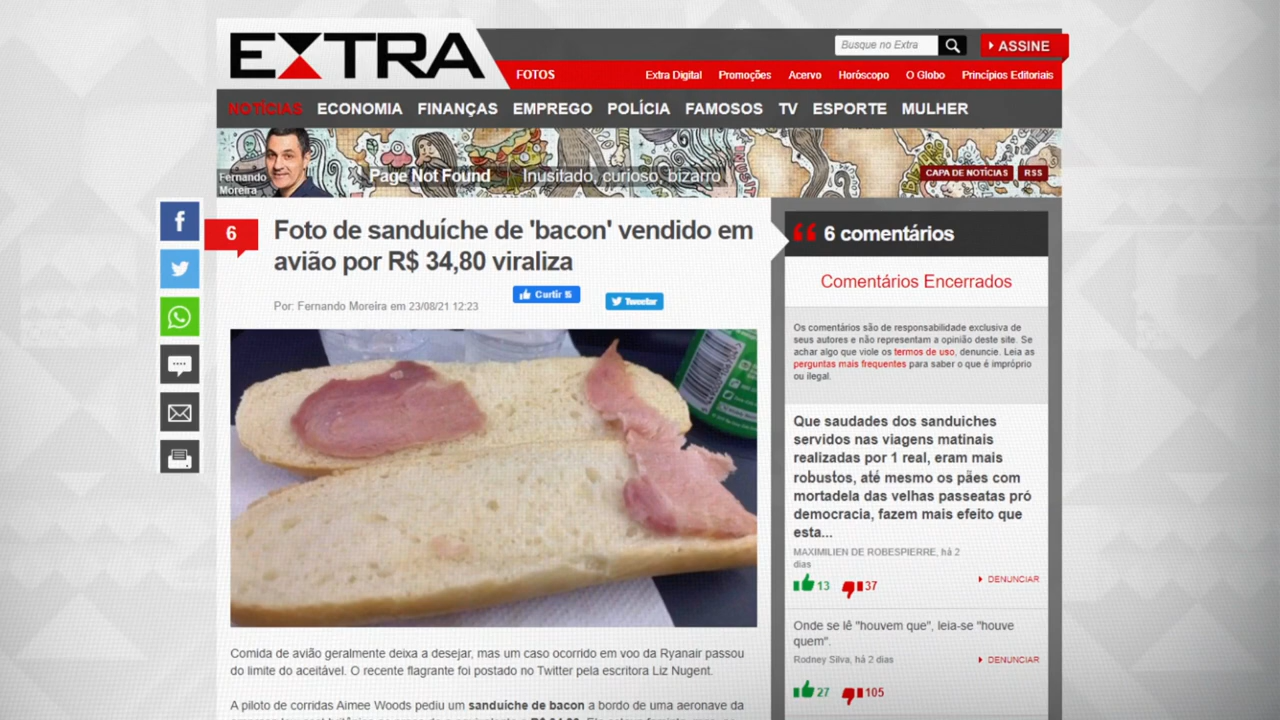 EXTRA
Busque no Extra
ASSINE
FOTOS
Extra Digital Promoções Acervo Horóscopo O Globo Princípios Editoriais
NOTÍCIAS ECONOMIA FINANÇAS EMPREGO POLÍCIA FAMOSOS TV ESPORTE MULHER
Fernando
Moreira
Page Not Found Inusitado, curioso, bizarro
CAPA DE NOTÍCIAS RSS
6
Foto de sanduíche de 'bacon' vendido em
avião por R$ 34,80 viraliza
Por: Fernando Moreira em 23/08/21 12:23
Curtir 15
Tweetar
Comida de avião geralmente deixa a desejar, mas um caso ocorrido em voo da Ryanair passou
do limite do aceitável. O recente flagrante foi postado no Twitter pela escritora Liz Nugent.
A piloto de corridas Aimee Woods pediu um sanduíche de bacon a bordo de uma aeronave da
6 comentários
Comentários Encerrados
Os comentários são de responsabilidade exclusiva de
seus autores e não representam a opinião deste site. Se
achar algo que viole os termos de uso, denuncie. Leia as
perguntas mais frequentes para saber o que é impróprio
ou ilegal.
Que saudades dos sanduiches
servidos nas viagens matinais
realizadas por 1 real, eram mais
robustos, até mesmo os pães com
mortadela das velhas passeatas pró
democracia, fazem mais efeito que
esta...
MAXIMILIEN DE ROBESPIERRE, há 2
dias
13 37
DENUNCIAR
Onde se lê "houvem que", leia-se "houve
quem".
Rodney Silva, há 2 dias
DENUNCIAR
27 105